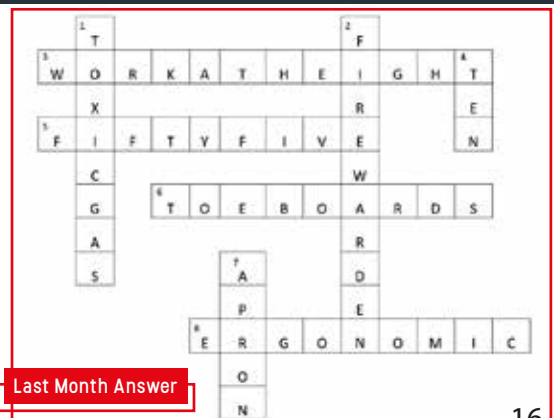 1 T 2 F
3 W O R K A T H E I G H 4 T
X R E
5 F I F T Y F I V E N
C W
G 6 T O E B O A R D S
A R
S 7 A D
P E
8 E R G O N O M I C
O
Last Month Answer
N
16